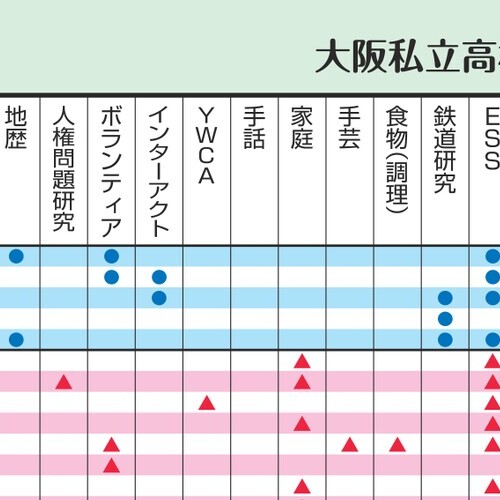 大阪私立高
地歴
人権問題研究
ボランティア
インターアクト
YWCA
手話
家庭
手芸
食物(調理)
鉄道研究
ESS